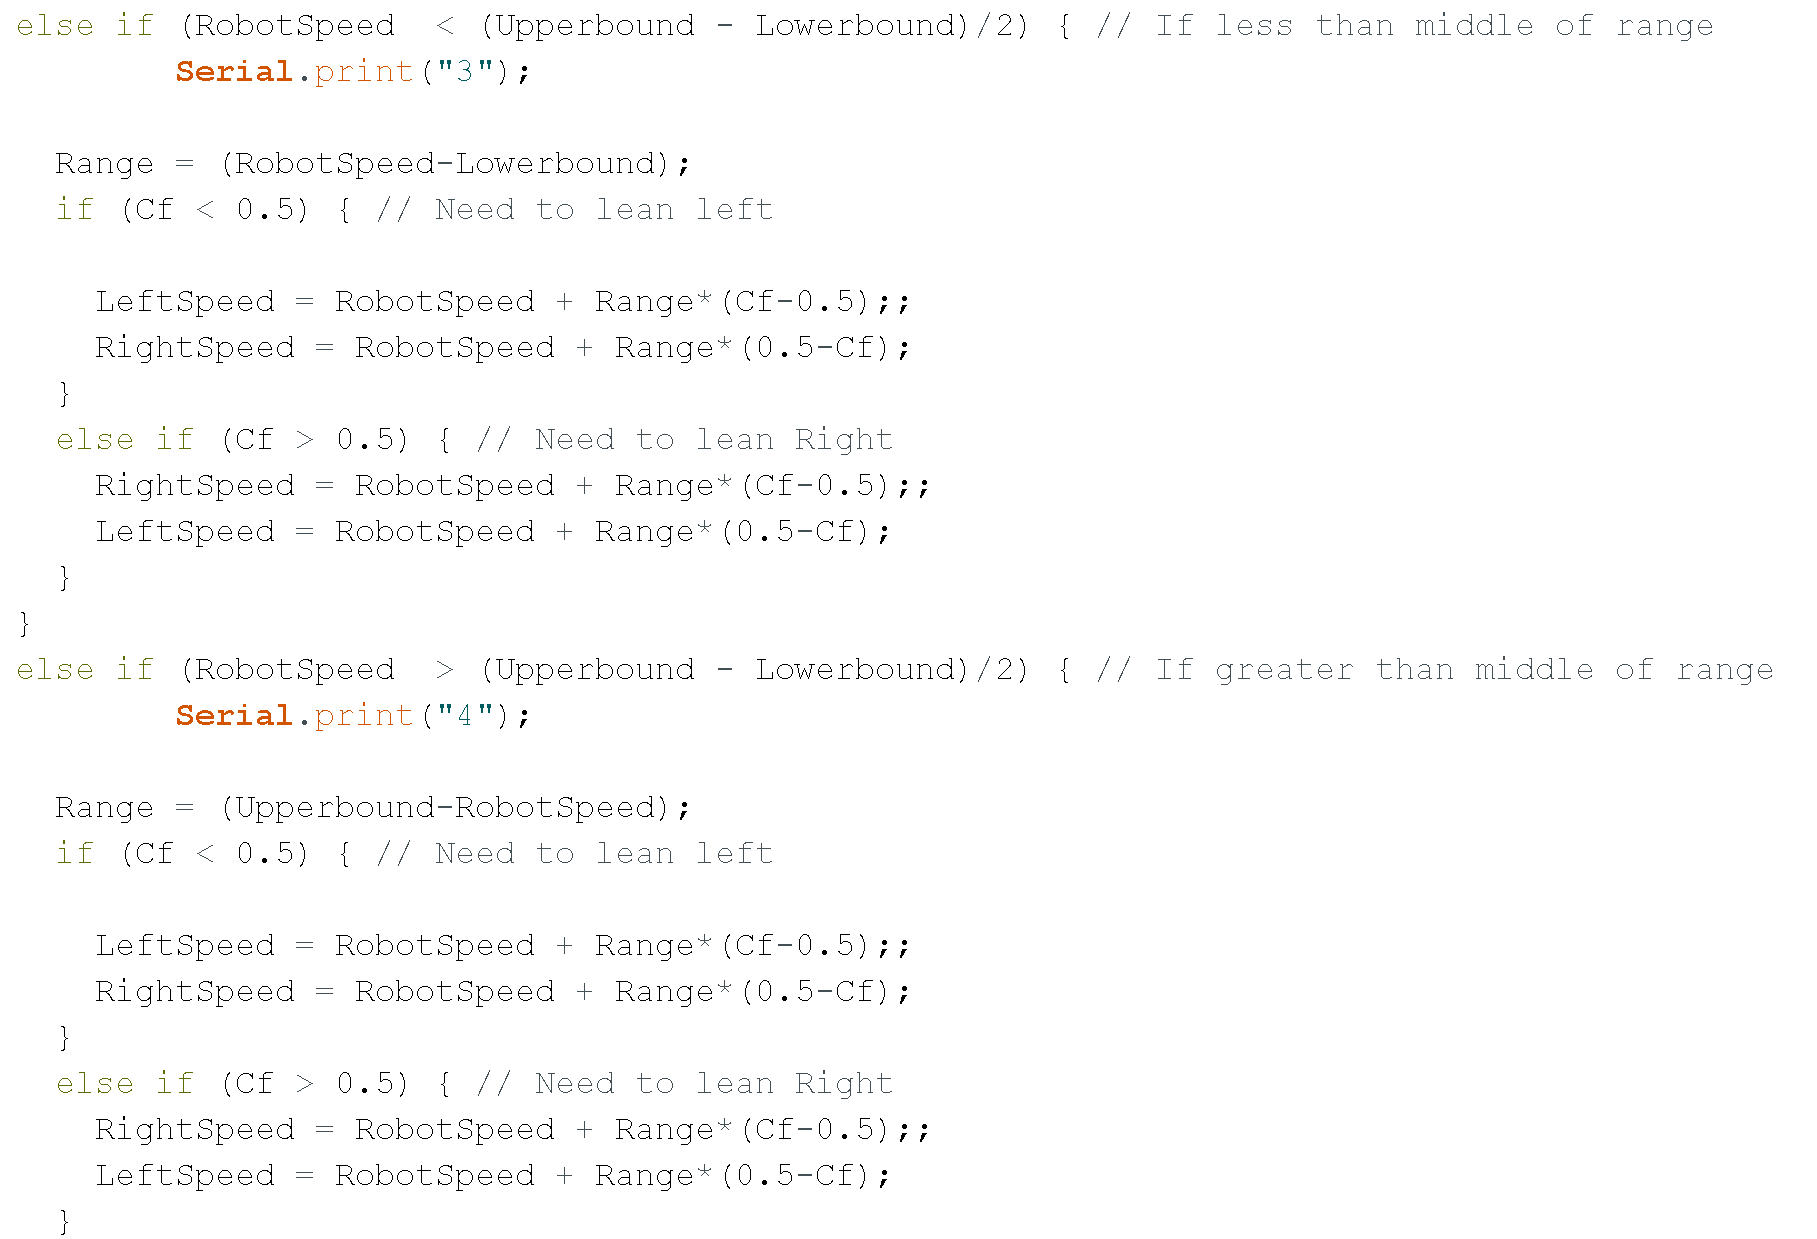 else if (RobotSpeed  < (Upperbound - Lowerbound)/2) { // If less than middle of range
        Serial.print("3");

  Range = (RobotSpeed-Lowerbound);
  if (Cf < 0.5) { // Need to lean left

    LeftSpeed = RobotSpeed + Range*(Cf-0.5);;
    RightSpeed = RobotSpeed + Range*(0.5-Cf);
  }
  else if (Cf > 0.5) { // Need to lean Right
    RightSpeed = RobotSpeed + Range*(Cf-0.5);;
    LeftSpeed = RobotSpeed + Range*(0.5-Cf);
  }
}
else if (RobotSpeed  > (Upperbound - Lowerbound)/2) { // If greater than middle of range
        Serial.print("4");

  Range = (Upperbound-RobotSpeed);
  if (Cf < 0.5) { // Need to lean left

    LeftSpeed = RobotSpeed + Range*(Cf-0.5);;
    RightSpeed = RobotSpeed + Range*(0.5-Cf);
  }
  else if (Cf > 0.5) { // Need to lean Right
    RightSpeed = RobotSpeed + Range*(Cf-0.5);;
    LeftSpeed = RobotSpeed + Range*(0.5-Cf);
  }